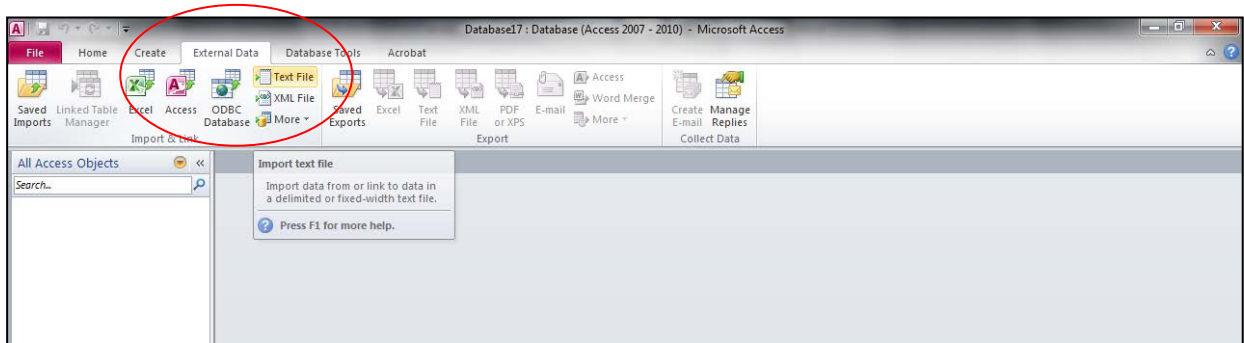 Database17 : Database (Access 2007 - 2010) - Microsoft Access
File Home Create External Data Database Tools Acrobat
Saved Imports
Linked Table Manager
Excel
Access
ODBC Database
Text File
XML File
More
Import & Link
Saved Exports
Excel
Text File
XML File
PDF or XPS
E-mail
Access
Word Merge
More
Export
Create E-mail
Manage Replies
Collect Data
All Access Objects
Search...
Import text file
Import data from or link to data in
a delimited or fixed-width text file.
Press F1 for more help.